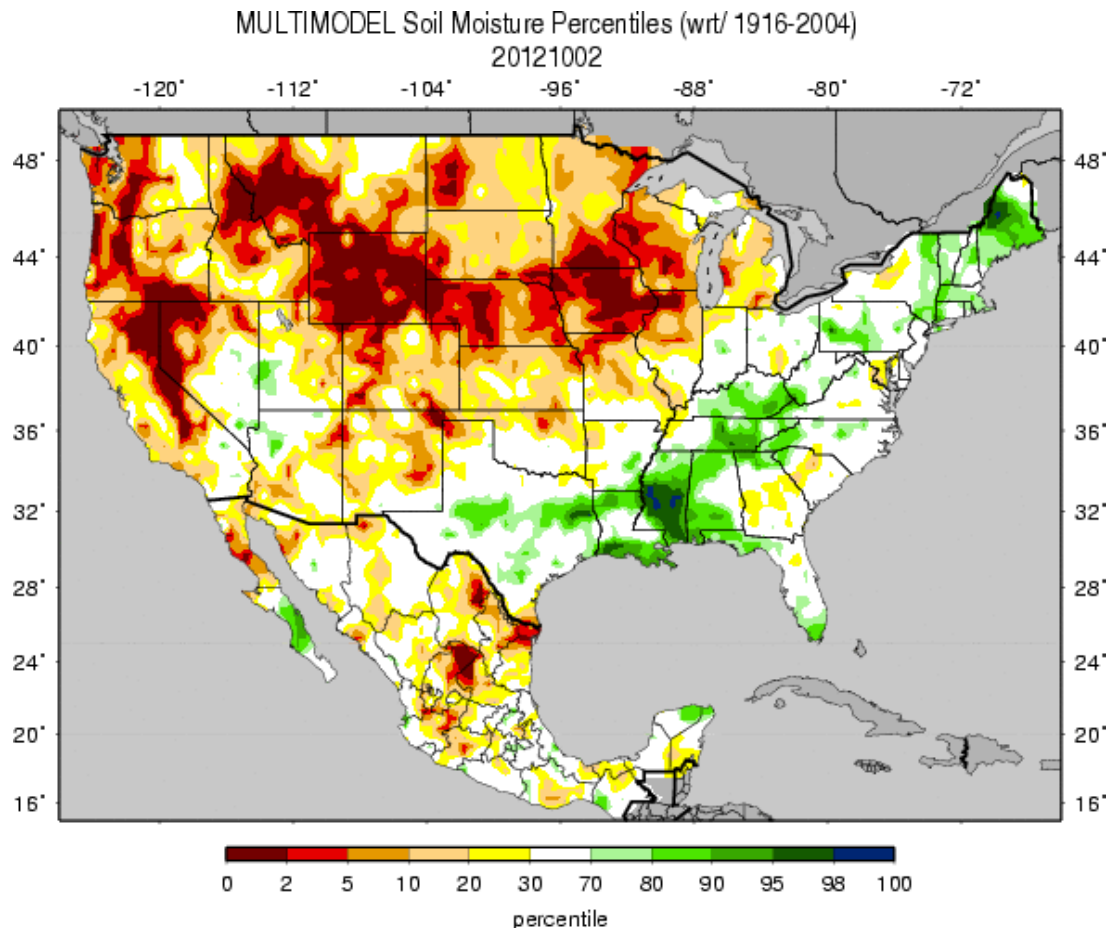 MULTIMODEL Soil Moisture Percentiles (wrt/ 1916-2004)
20121002
-120° -112° -104° -96° -88° -80° -72°
48° 48°
44° 44°
40° 40°
36° 36°
32° 32°
28° 28°
24° 24°
20° 20°
16° 16°
0 2 5 10 20 30 70 80 90 95 98 100
percentile